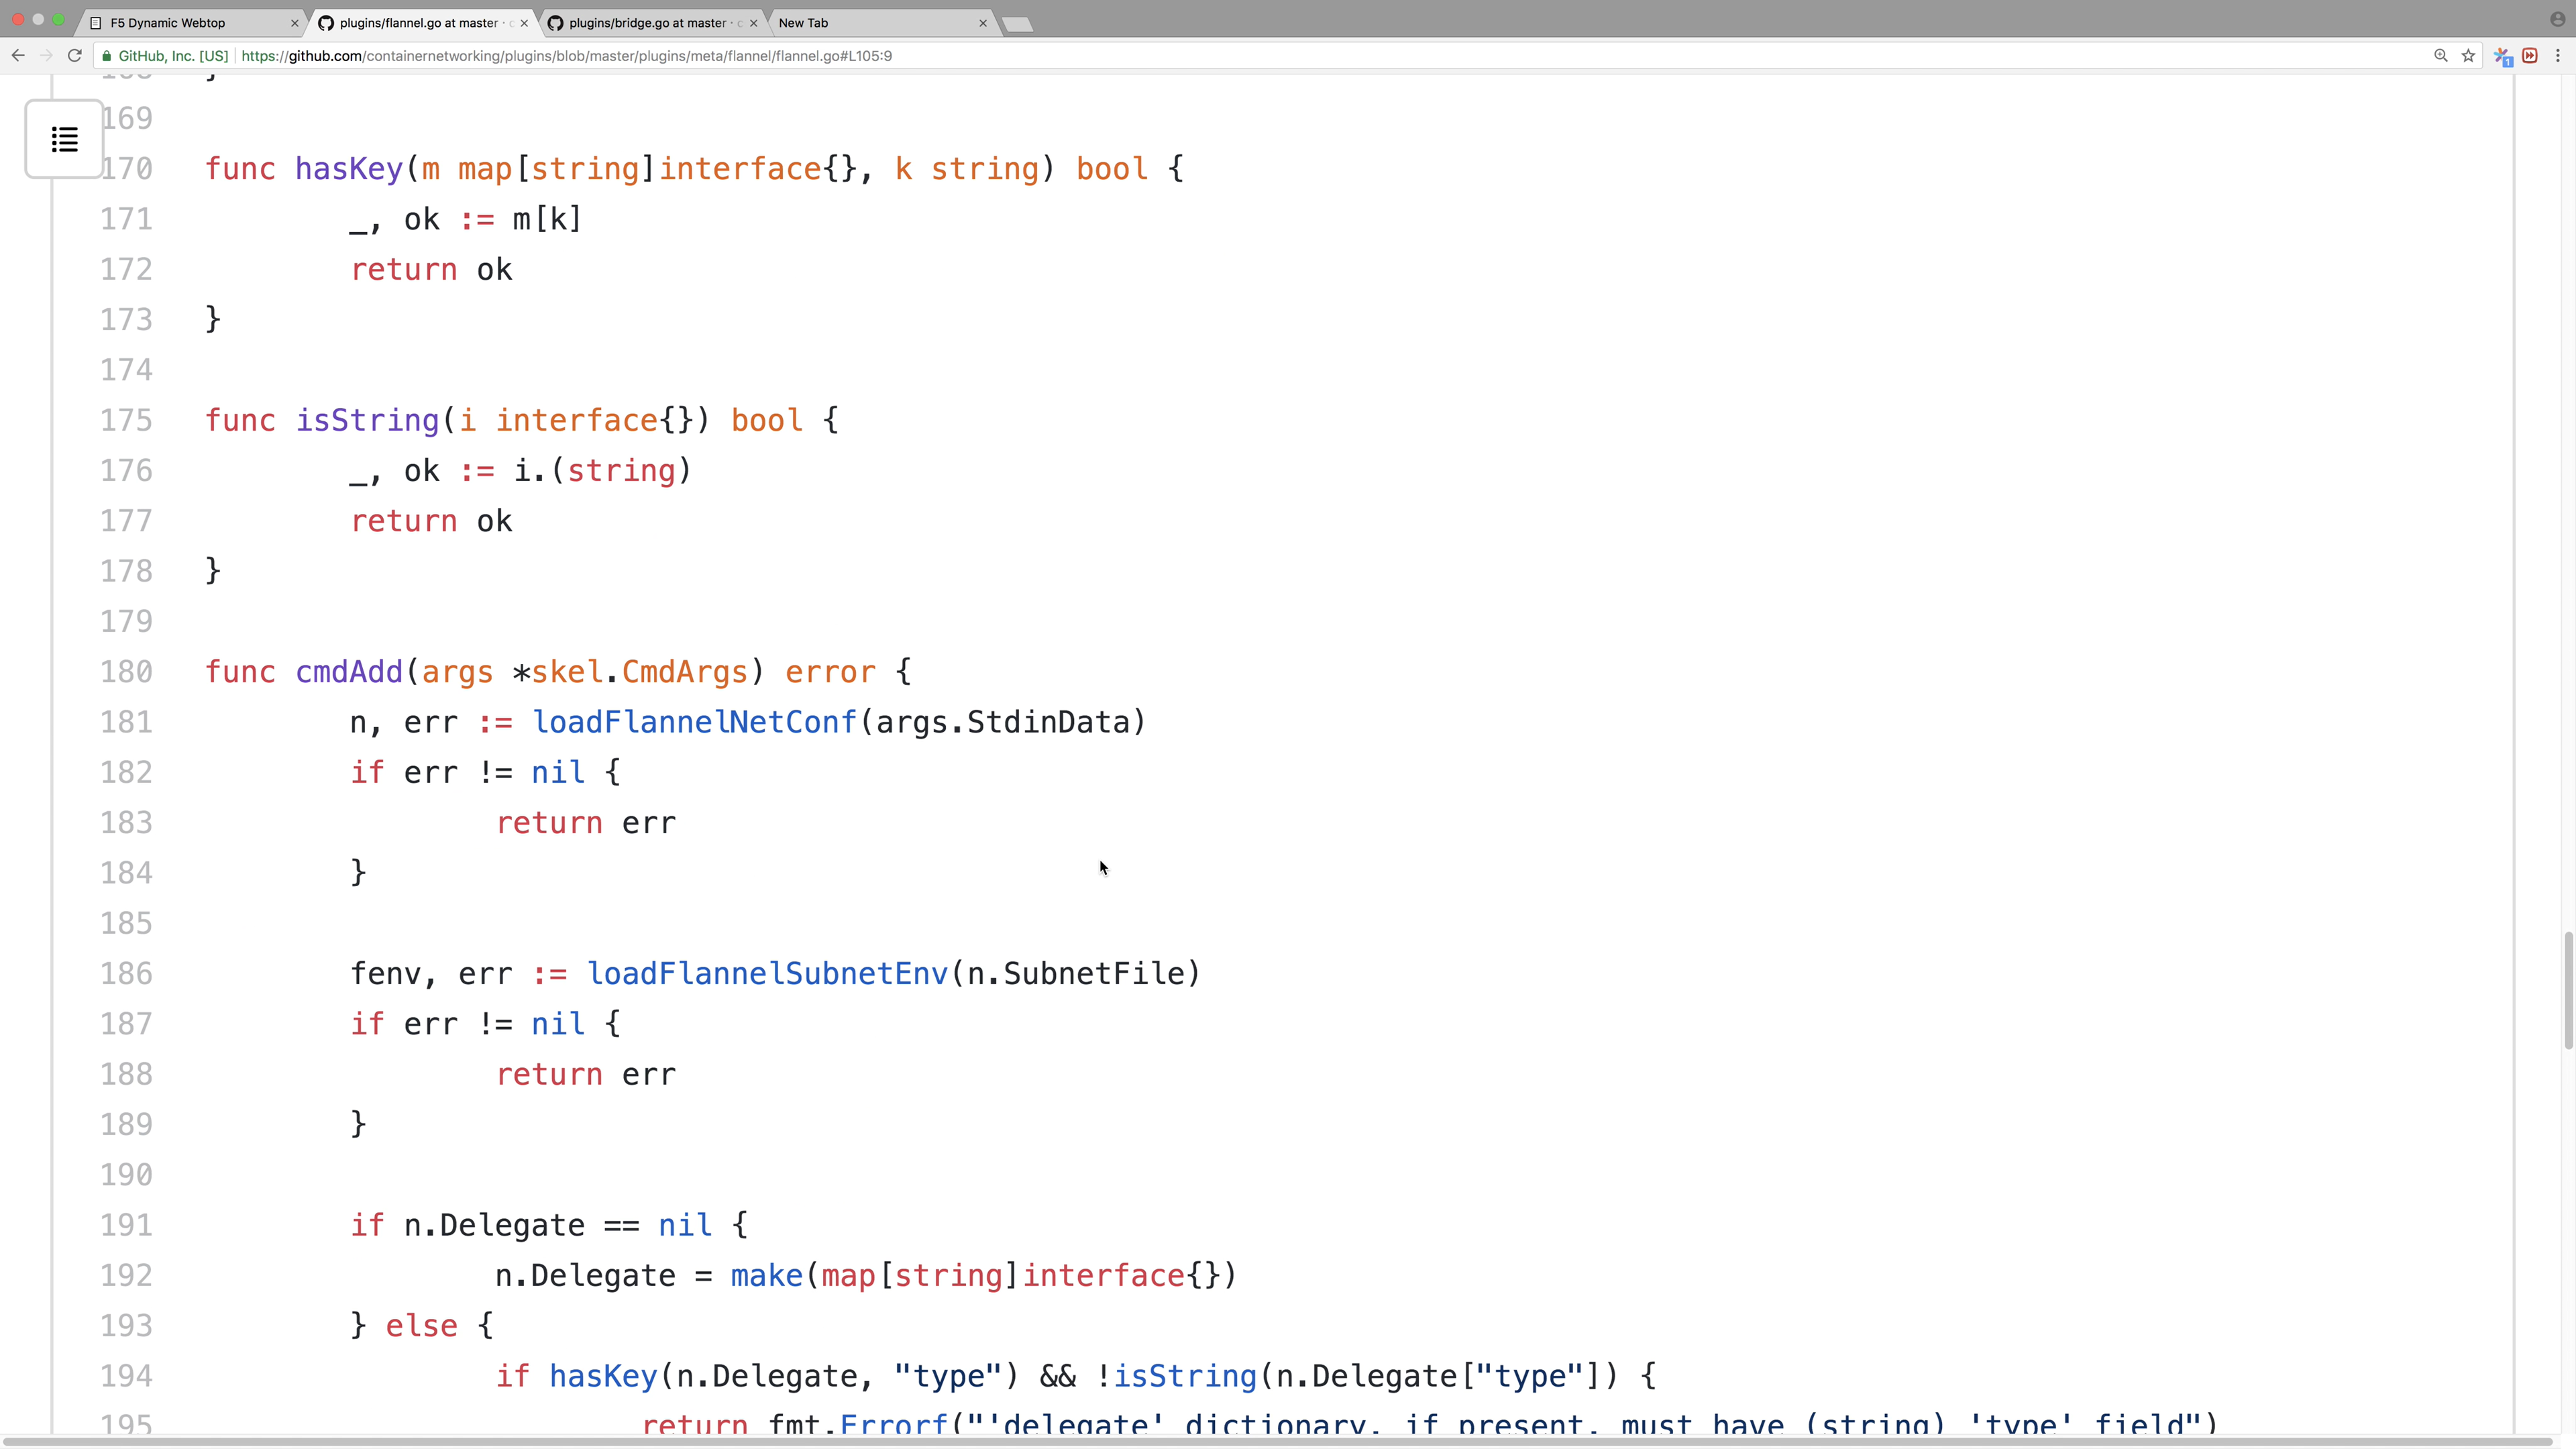 F5 Dynamic Webtop
plugins/flannel.go at master ·
plugins/bridge.go at master ·
New Tab
GitHub, Inc. [US] https://github.com/containernetworking/plugins/blob/master/plugins/meta/flannel/flannel.go#L105:9
}
169
170 func hasKey(m map[string]interface{}, k string) bool {
171 _, ok := m[k]
172 return ok
173 }
174
175 func isString(i interface{}) bool {
176 _, ok := i.(string)
177 return ok
178 }
179
180 func cmdAdd(args *skel.CmdArgs) error {
181 n, err := loadFlannelNetConf(args.StdinData)
182 if err != nil {
183 return err
184 }
185
186 fenv, err := loadFlannelSubnetEnv(n.SubnetFile)
187 if err != nil {
188 return err
189 }
190
191 if n.Delegate == nil {
192 n.Delegate = make(map[string]interface{})
193 } else {
194 if hasKey(n.Delegate, "type") && !isString(n.Delegate["type"]) {
195 return fmt.Errorf("'delegate' dictionary, if present, must have (string) 'type' field")